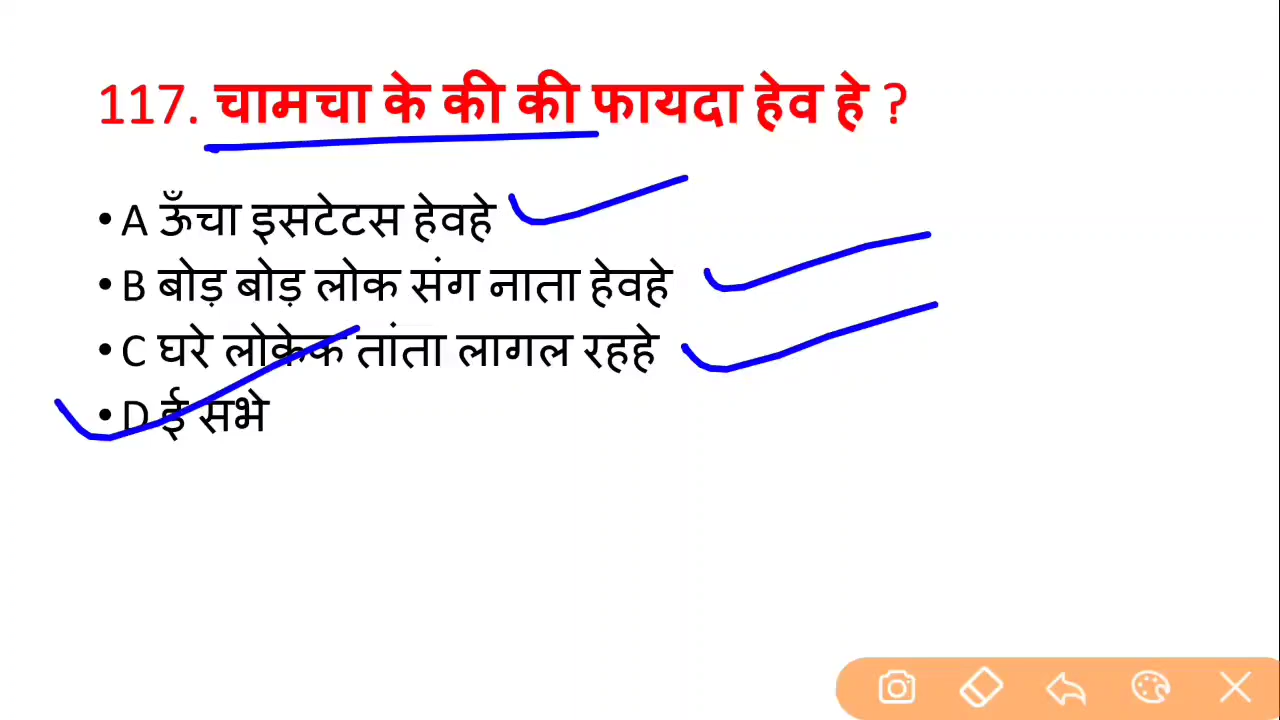 117. चामचा के की की फायदा हेव हे ?
• A ऊँचा इसटेटस हेवहे
• B बोड़ बोड़ लोक संग नाता हेवहे
• C घरे लोकेक तांता लागल रहहे
• D ई सभे